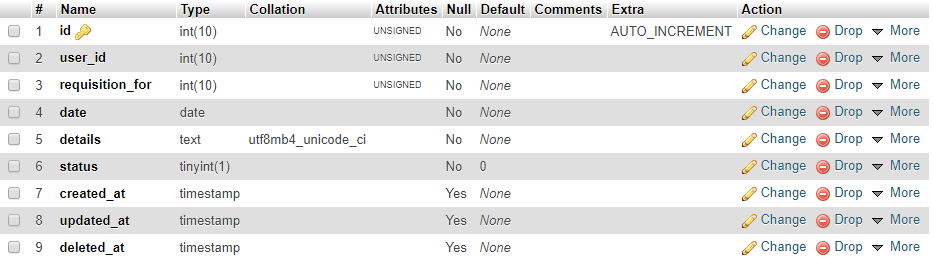 # Name Type Collation Attributes Null Default Comments Extra Action
1 id int(10) UNSIGNED No None AUTO_INCREMENT Change Drop More
2 user_id int(10) UNSIGNED No None Change Drop More
3 requisition_for int(10) UNSIGNED No None Change Drop More
4 date date No None Change Drop More
5 details text utf8mb4_unicode_ci No None Change Drop More
6 status tinyint(1) No 0 Change Drop More
7 created_at timestamp Yes None Change Drop More
8 updated_at timestamp Yes None Change Drop More
9 deleted_at timestamp Yes None Change Drop More